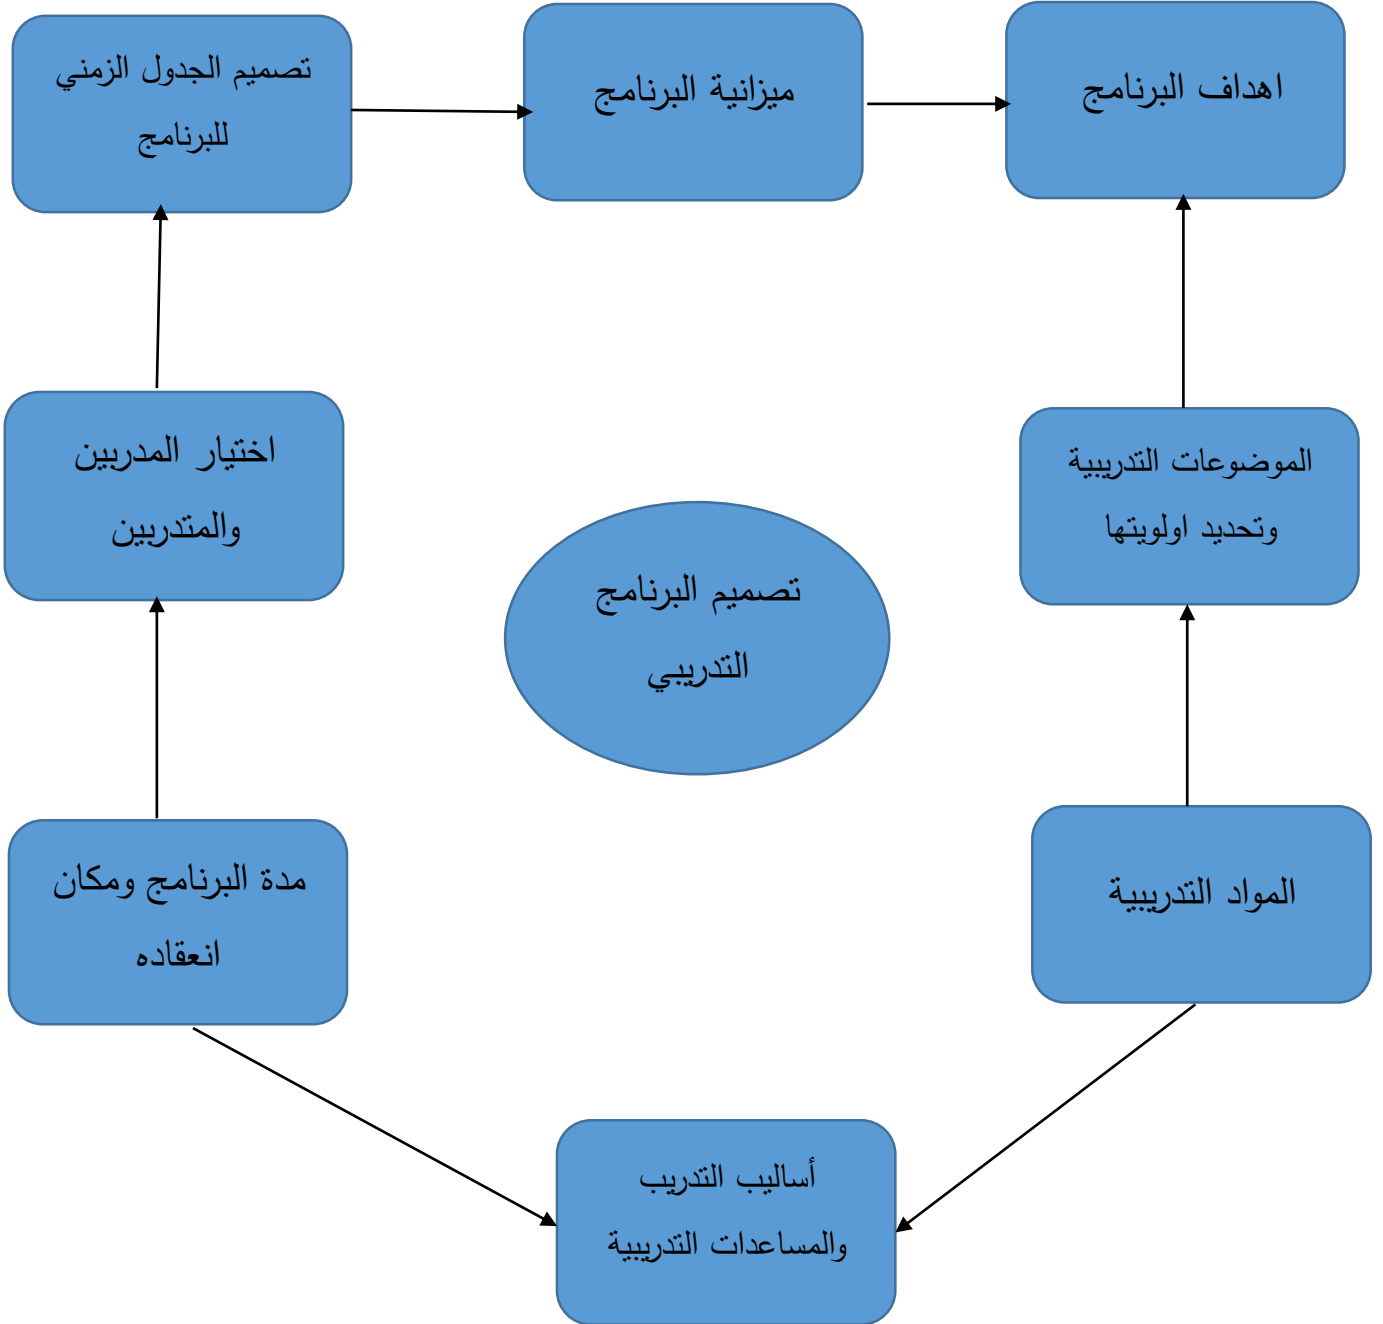 اهداف البرنامج
ميزانية البرنامج
تصميم الجدول الزمني
للبرنامج
الموضوعات التدريبية
وتحديد اولويتها
اختيار المدربين
والمتدربين
تصميم البرنامج
التدريبي
المواد التدريبية
مدة البرنامج ومكان
انعقاده
أساليب التدريب
والمساعدات التدريبية